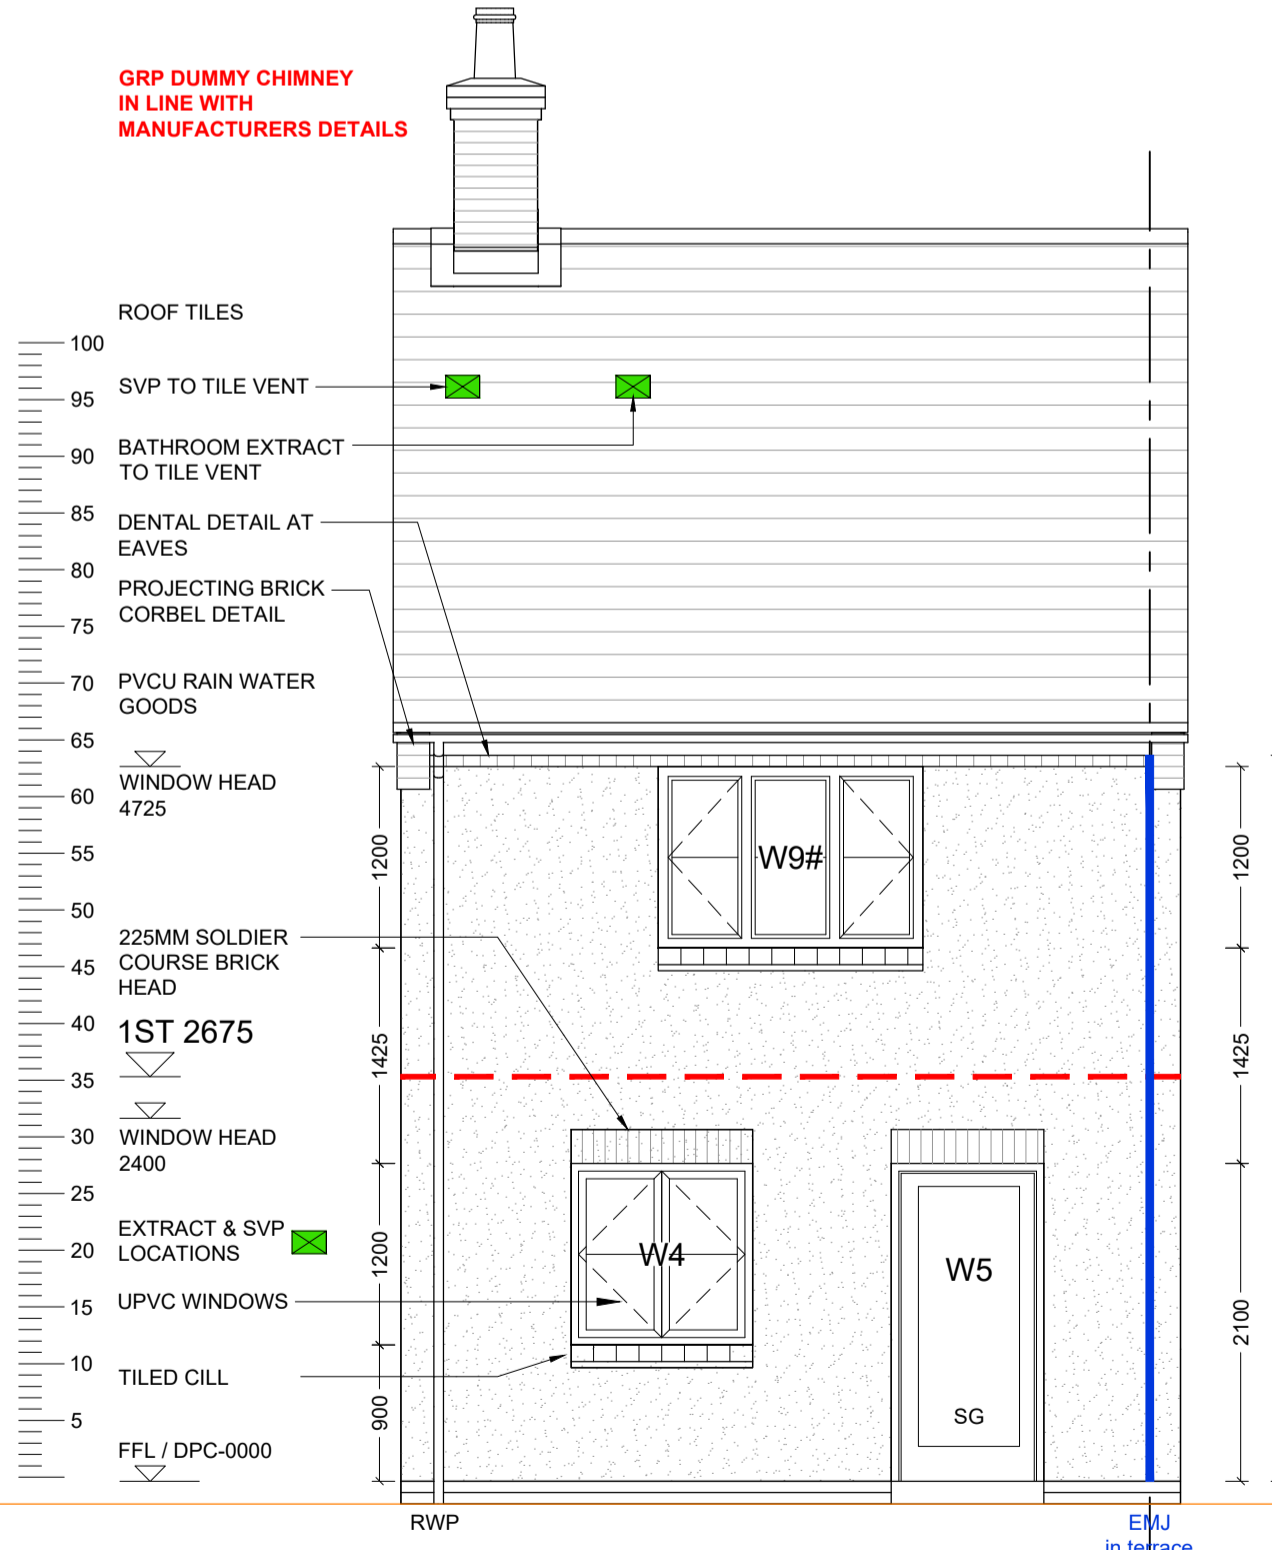 GRP DUMMY CHIMNEY
IN LINE WITH
MANUFACTURERS DETAILS
ROOF TILES
100
SVP TO TILE VENT
95
BATHROOM EXTRACT
TO TILE VENT
90
85
DENTAL DETAIL AT
EAVES
80
PROJECTING BRICK
CORBEL DETAIL
75
70
PVCU RAIN WATER
GOODS
65
WINDOW HEAD
4725
60
55
1200
W9#
1200
50
225MM SOLDIER
COURSE BRICK
HEAD
45
40
1ST 2675
1425
1425
35
30
WINDOW HEAD
2400
25
EXTRACT & SVP
LOCATIONS
20
1200
W4
W5
UPVC WINDOWS
15
2100
10
TILED CILL
900
SG
5
FFL / DPC-0000
RWP
EMJ
in terrace